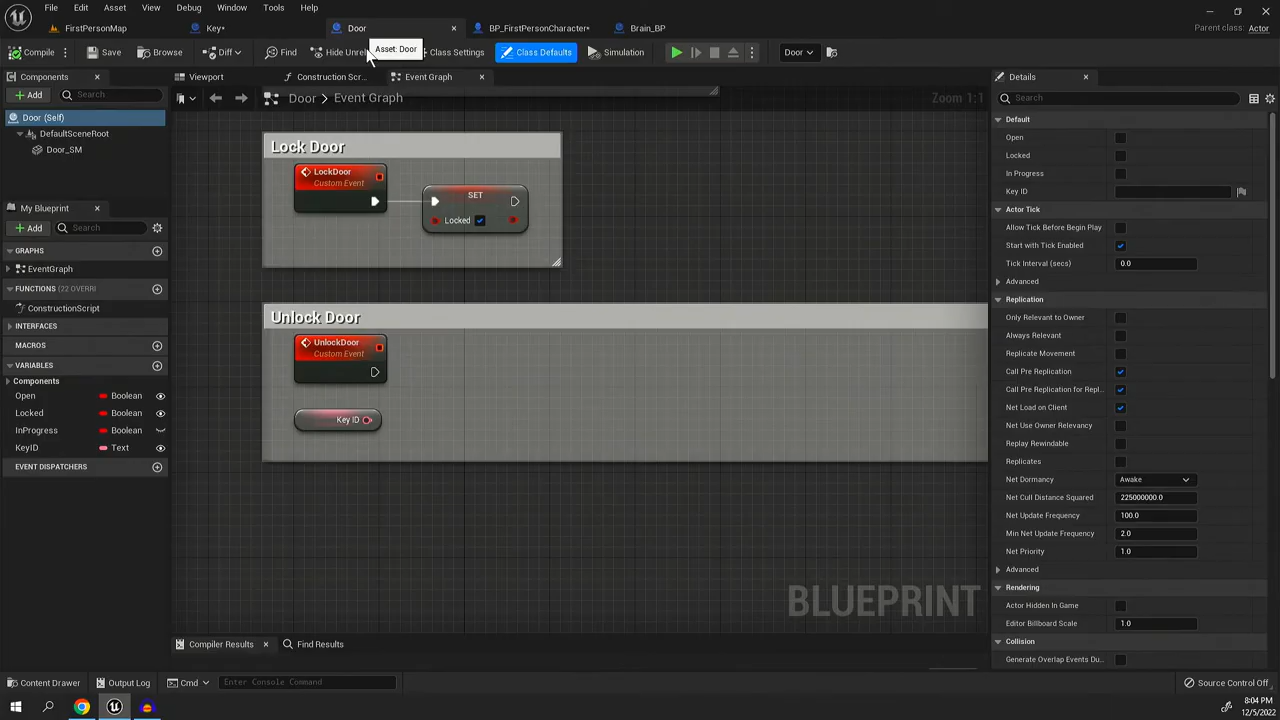 File Edit Asset View Debug Window Tools Help
Parent class: Actor
FirstPersonMap
Key*
Door
BP_FirstPersonCharacter*
Brain_BP
Asset: Door
Compile
Save
Browse
Diff
Find
Hide Unrel
Class Settings
Class Defaults
Simulation
Door
Components
Viewport
Construction Scr...
Event Graph
Details
Add
Search
Door > Event Graph
Zoom 1:1
Search
Door (Self)
DefaultSceneRoot
Door_SM
My Blueprint
Add
Search
GRAPHS
EventGraph
FUNCTIONS (22 OVERRI
ConstructionScript
INTERFACES
MACROS
VARIABLES
Components
Open Boolean
Locked Boolean
InProgress Boolean
KeyID Text
EVENT DISPATCHERS
Lock Door
LockDoor
Custom Event
SET
Locked
Unlock Door
UnlockDoor
Custom Event
Key ID
BLUEPRINT
Default
Open
Locked
In Progress
Key ID
Actor Tick
Allow Tick Before Begin Play
Start with Tick Enabled
Tick Interval (secs) 0.0
Advanced
Replication
Only Relevant to Owner
Always Relevant
Replicate Movement
Call Pre Replication
Call Pre Replication for Repl...
Net Load on Client
Net Use Owner Relevancy
Replay Rewindable
Replicates
Net Dormancy Awake
Net Cull Distance Squared 225000000.0
Net Update Frequency 100.0
Min Net Update Frequency 2.0
Net Priority 1.0
Advanced
Rendering
Actor Hidden In Game
Editor Billboard Scale 1.0
Collision
Generate Overlap Events Du...
Compiler Results
Find Results
Content Drawer
Output Log
Cmd
Enter Console Command
Source Control Off
8:04 PM
12/5/2022